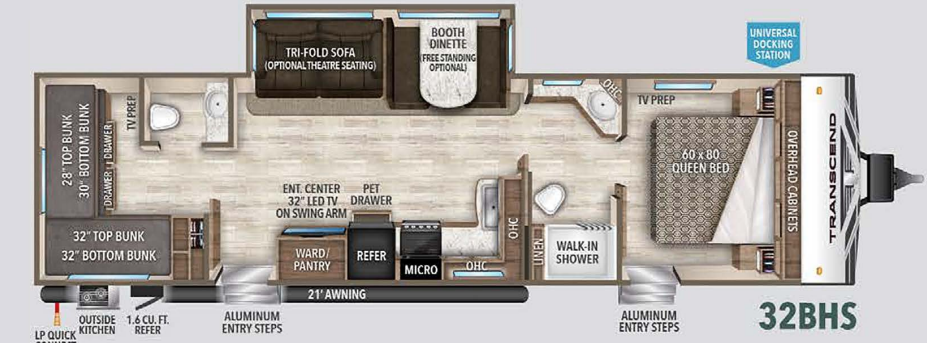 UNIVERSAL
DOCKING
STATION
TRI-FOLD SOFA
(OPTIONAL THEATRE SEATING)
BOOTH
DINETTE
(FREE STANDING
OPTIONAL)
28" TOP BUNK
30" BOTTOM BUNK
DRAWER
DRAWER
TV PREP
OHC
TV PREP
60 x 80
QUEEN BED
OVERHEAD CABINETS
TRANSCEND
32" TOP BUNK
32" BOTTOM BUNK
ENT. CENTER
32" LED TV
ON SWING ARM
PET
DRAWER
WARD/
PANTRY
REFER
MICRO
OHC
OHC
LINEN
WALK-IN
SHOWER
21' AWNING
LP QUICK
CONNECT
OUTSIDE
KITCHEN
1.6 CU. FT.
REFER
ALUMINUM
ENTRY STEPS
ALUMINUM
ENTRY STEPS
32BHS